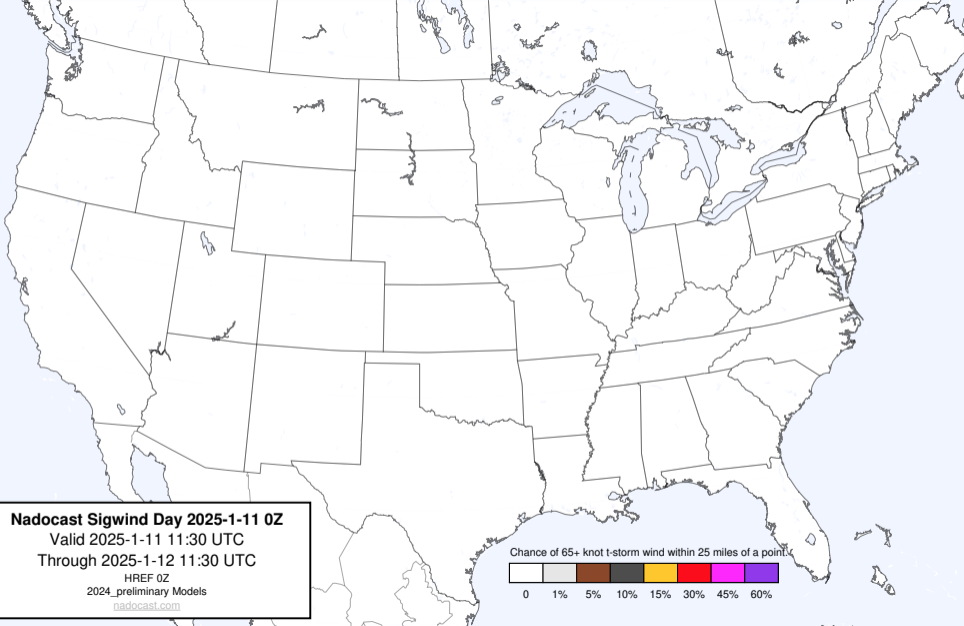 Nadocast Sigwind Day 2025-1-11 0Z
Valid 2025-1-11 11:30 UTC
Through 2025-1-12 11:30 UTC
HREF 0Z
2024_preliminary Models
nadocast.com
Chance of 65+ knot t-storm wind within 25 miles of a point.
0 1% 5% 10% 15% 30% 45% 60%